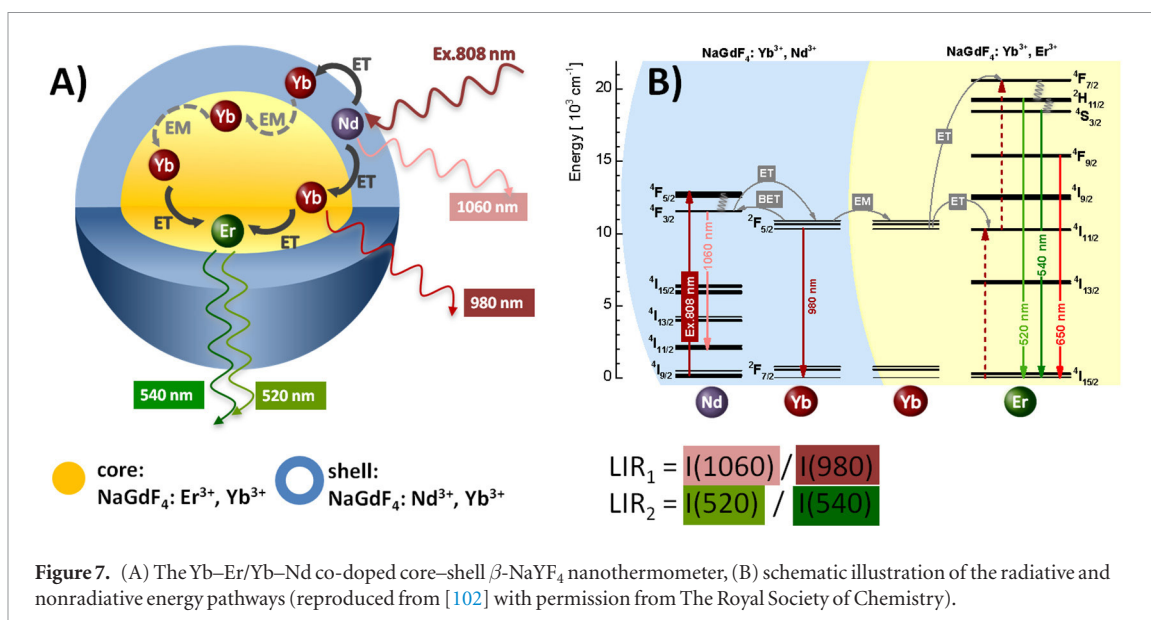 A)
Ex.808 nm
ET
Yb
Nd
EM
Yb
EM
Yb
ET
Yb
ET
Er
ET
1060 nm
980 nm
540 nm
520 nm
core:
NaGdF₄: Er³⁺, Yb³⁺
shell:
NaGdF₄: Nd³⁺, Yb³⁺
B)
NaGdF₄: Yb³⁺, Nd³⁺
NaGdF₄: Yb³⁺, Er³⁺
Energy [ 10³ cm⁻¹]
20
15
10
5
0
⁴F₅/₂
⁴F₃/₂
⁴I₁₅/₂
⁴I₁₃/₂
⁴I₁₁/₂
⁴I₉/₂
Ex.808 nm
1060 nm
ET
BET
²F₅/₂
980 nm
²F₇/₂
EM
ET
ET
⁴F₇/₂
²H₁₁/₂
⁴S₃/₂
⁴F₉/₂
⁴I₉/₂
⁴I₁₁/₂
⁴I₁₃/₂
⁴I₁₅/₂
520 nm
540 nm
650 nm
Nd
Yb
Yb
Er
LIR₁ = I(1060) / I(980)
LIR₂ = I(520) / I(540)
Figure 7. (A) The Yb–Er/Yb–Nd co-doped core–shell β-NaYF₄ nanothermometer, (B) schematic illustration of the radiative and
nonradiative energy pathways (reproduced from [102] with permission from The Royal Society of Chemistry).